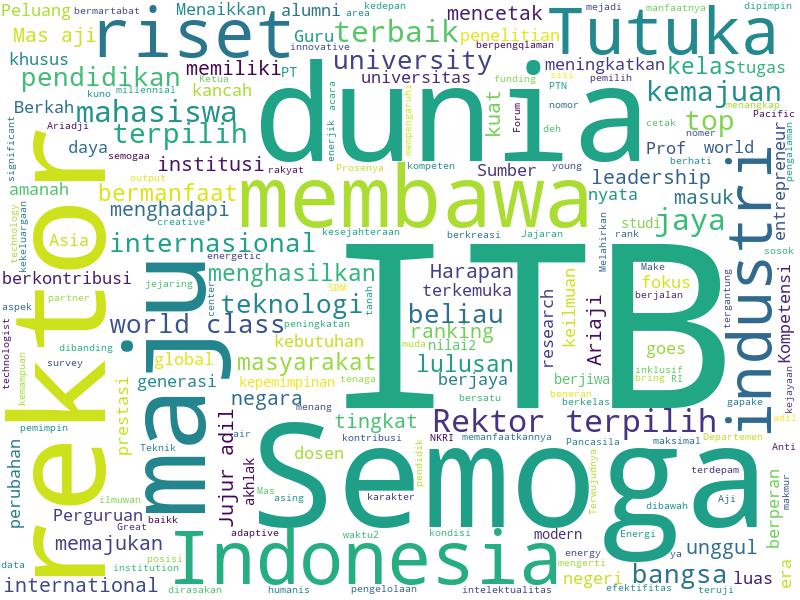 Peluang
bermartabat
Menaikkan
alumni
area
kedepan
mencetak
mejadi
manfaatnya
dipimpin
Mas aji
riset
innovative
Guru
terbaik
penelitian
berpengqlaman
Tutuka
khusus
pendidikan
memiliki
PT
university
meningkatkan
kelas
tugas
kuno
millennial
Ketua
kancah
universitas
funding
sisi
pemilih
Berkah
mahasiswa
acara
dunia
mempengaruhi
kuat
PTN
nomor
kemajuan
menangkap
significant
Ariadji
terpilih
enerjik
Forum
deh
cetak
nomer
top
Pacific
daya
semogaa
institusi
rakyat
kompeten
Sumber
young
Prof
world
berhati
entrepreneur
pengalaman
amanah
output
Prosenya
leadership
bermanfaat
membawa
nyata
masuk
rektor
menghadapi
creative
studi
jaya
industri
technology
kekeluargaan
Asia
internasional
kesejahteraan
berkreasi
Jajaran
rank
Melahirkan
sosok
energetic
ITB
berkontribusi
jejaring
menghasilkan
Harapan
Make
fokus
tergantung
Kompetensi
aspek
partner
maju
center
teknologi
SDM
tanah
terkemuka
research
keilmuan
berjalan
world class
peningkatan
beliau
Ariaji
technologist
dibanding
kebutuhan
ranking
goes
survey
global
masyarakat
muda
nilai2
lulusan
inklusif
kemampuan
generasi
kepemimpinan
tenaga
berjaya
berjiwa
bring
RI
kejayaan
prestasi
negara
bersatu
beneran
berkelas
menang
tingkat
Rektor terpilih
gapake
adil
pemimpin
Teknik
air
Jujur adil
kontribusi
NKRI
memanfaatkannya
Pancasila
maksimal
Departemen
Anti
perubahan
akhlak
dosen
pendidik
Semoga
Terwujudnya
terdepam
ilmuwan
Mas
asing
karakter
Aji
makmur
berperan
Perguruan
Great
baikk
dibawah
memajukan
adaptive
waktu2
kondisi
modern
Energi
unggul
data
posisi
Indonesia
energy
mengerti
ya
institution
negeri
bangsa
luas
era
international
dirasakan
humanis
pengelolaan
intelektualitas
efektifitas
teruji